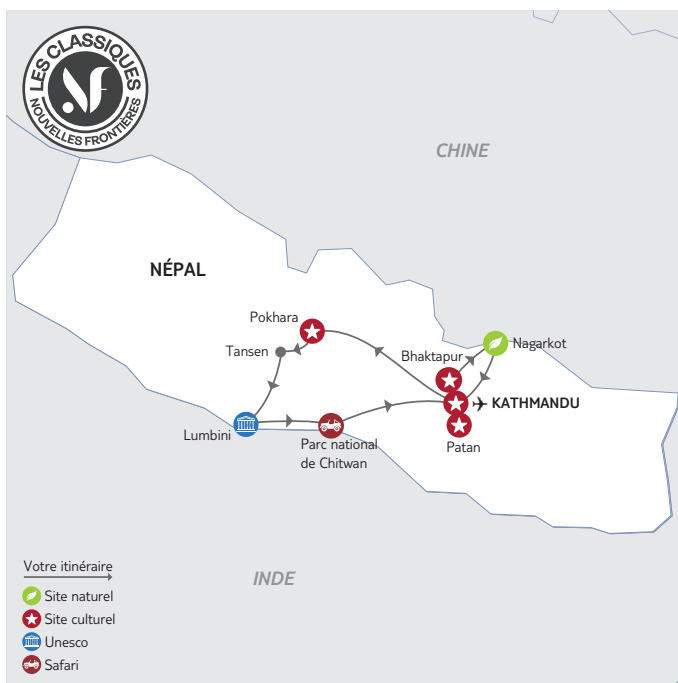 LES CLASSIQUES
NF
NOUVELLES FRONTIÈRES
CHINE
NÉPAL
Pokhara
Tansen
Bhaktapur
Nagarkot
KATHMANDU
Lumbini
Parc national
de Chitwan
Patan
INDE
Votre itinéraire
Site naturel
Site culturel
Unesco
Safari